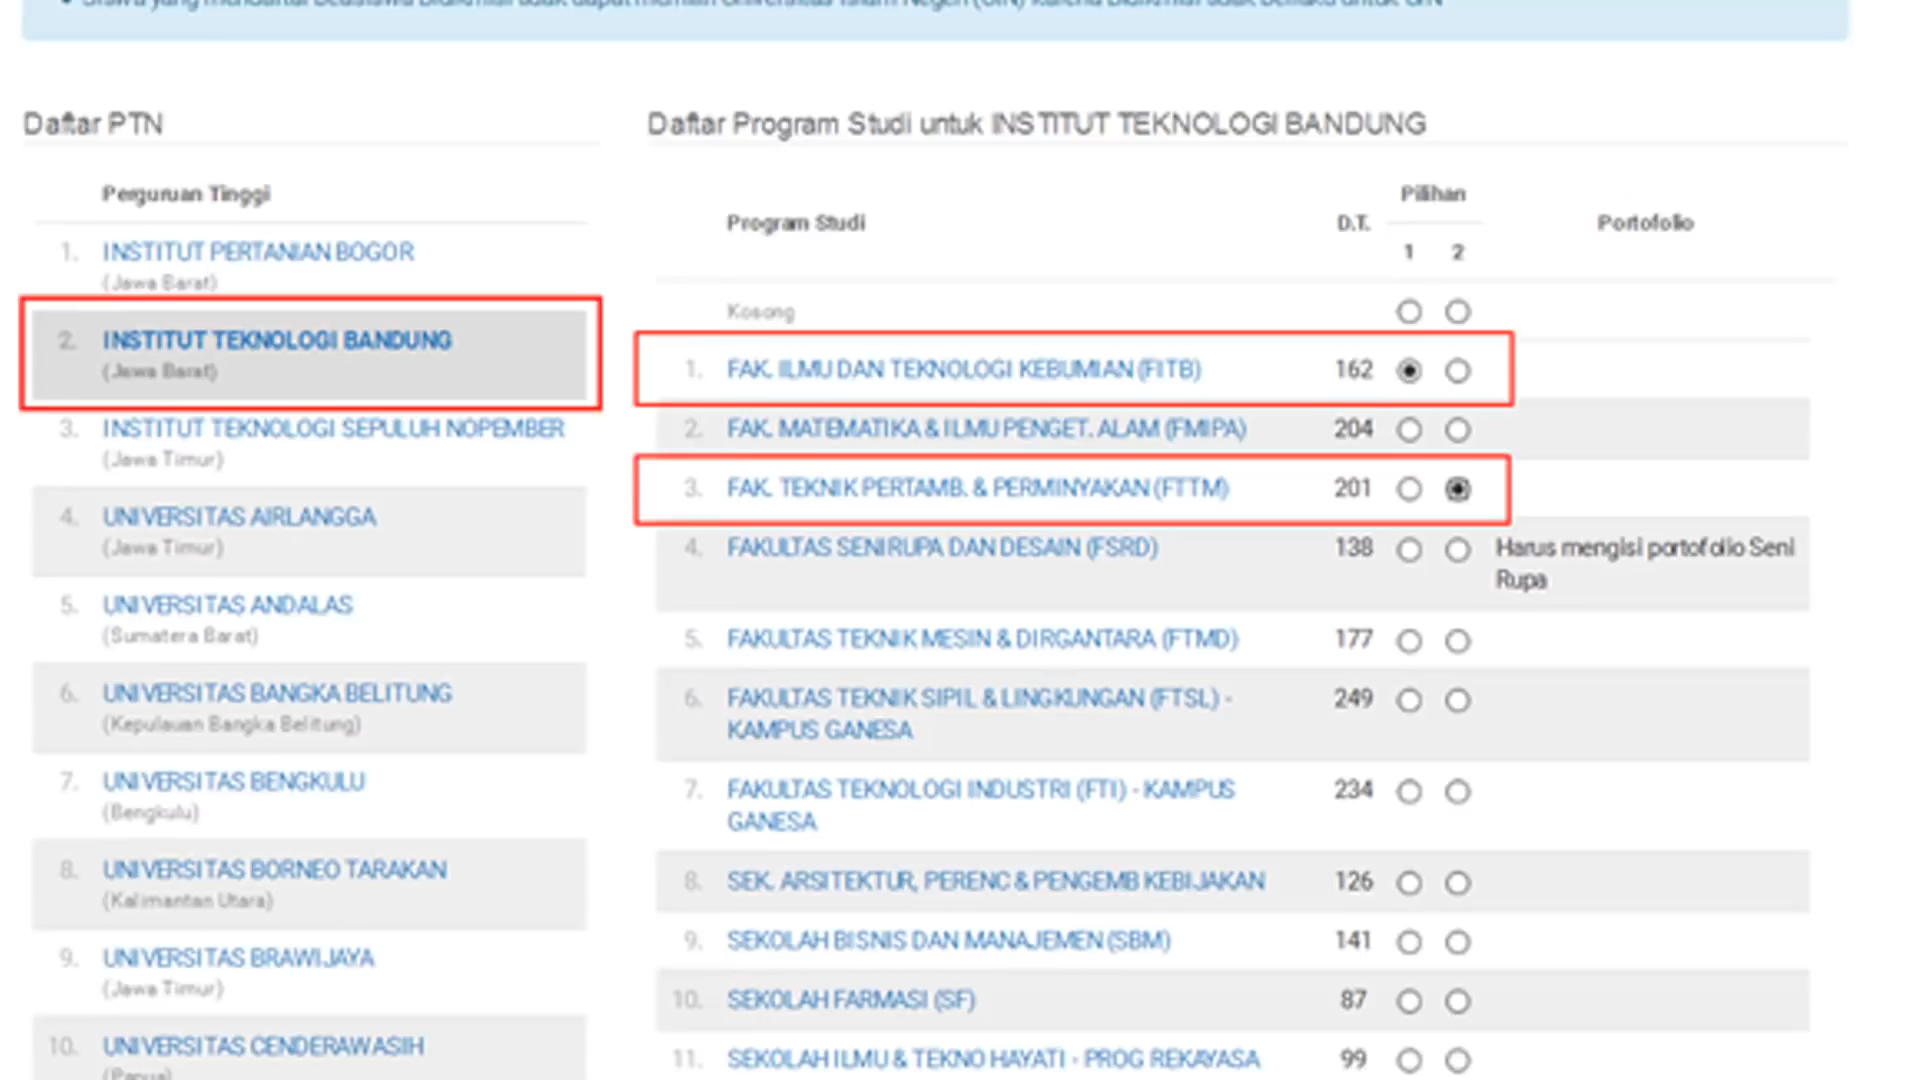 Daftar PTN
Perguruan Tinggi
1. INSTITUT PERTANIAN BOGOR
(Jawa Barat)
2. INSTITUT TEKNOLOGI BANDUNG
(Jawa Barat)
3. INSTITUT TEKNOLOGI SEPULUH NOPEMBER
(Jawa Timur)
4. UNIVERSITAS AIRLANGGA
(Jawa Timur)
5. UNIVERSITAS ANDALAS
(Sumatera Barat)
6. UNIVERSITAS BANGKA BELITUNG
(Kepulauan Bangka Belitung)
7. UNIVERSITAS BENGKULU
(Bengkulu)
8. UNIVERSITAS BORNEO TARAKAN
(Kalimantan Utara)
9. UNIVERSITAS BRAWIJAYA
(Jawa Timur)
10. UNIVERSITAS CENDERAWASIH
(Papua)
Daftar Program Studi untuk INSTITUT TEKNOLOGI BANDUNG
Pilihan
Program Studi D.T. Portofolio
1 2
Kosong
1. FAK. ILMU DAN TEKNOLOGI KEBUMIAN (FITB) 162
2. FAK. MATEMATIKA & ILMU PENGET. ALAM (FMIPA) 204
3. FAK. TEKNIK PERTAMB. & PERMINYAKAN (FTTM) 201
4. FAKULTAS SENI RUPA DAN DESAIN (FSRD) 138 Harus mengisi portofolio Seni
Rupa
5. FAKULTAS TEKNIK MESIN & DIRGANTARA (FTMD) 177
6. FAKULTAS TEKNIK SIPIL & LINGKUNGAN (FTSL) - 249
KAMPUS GANESA
7. FAKULTAS TEKNOLOGI INDUSTRI (FTI) - KAMPUS 234
GANESA
8. SEK. ARSITEKTUR, PERENC & PENGEMB KEBIJAKAN 126
9. SEKOLAH BISNIS DAN MANAJEMEN (SBM) 141
10. SEKOLAH FARMASI (SF) 87
11. SEKOLAH ILMU & TEKNO HAYATI - PROG REKAYASA 99